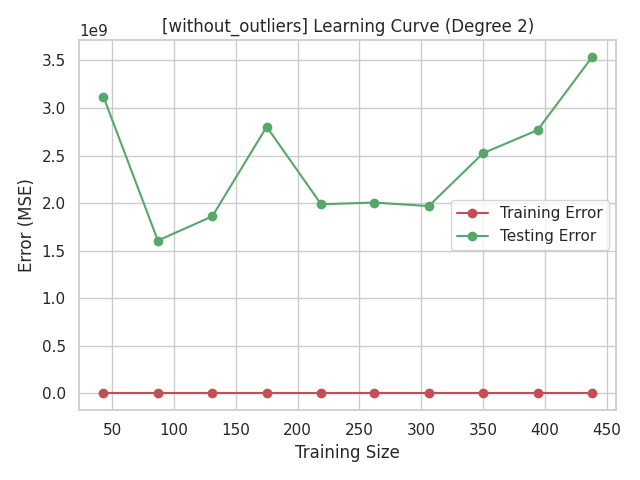 [without_outliers] Learning Curve (Degree 2)
1e9
3.5
3.0
2.5
2.0
1.5
1.0
0.5
0.0
Error (MSE)
Training Error
Testing Error
50 100 150 200 250 300 350 400 450
Training Size